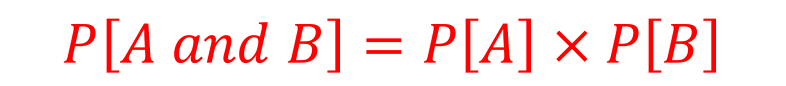 P[A and B] = P[A] × P[B]